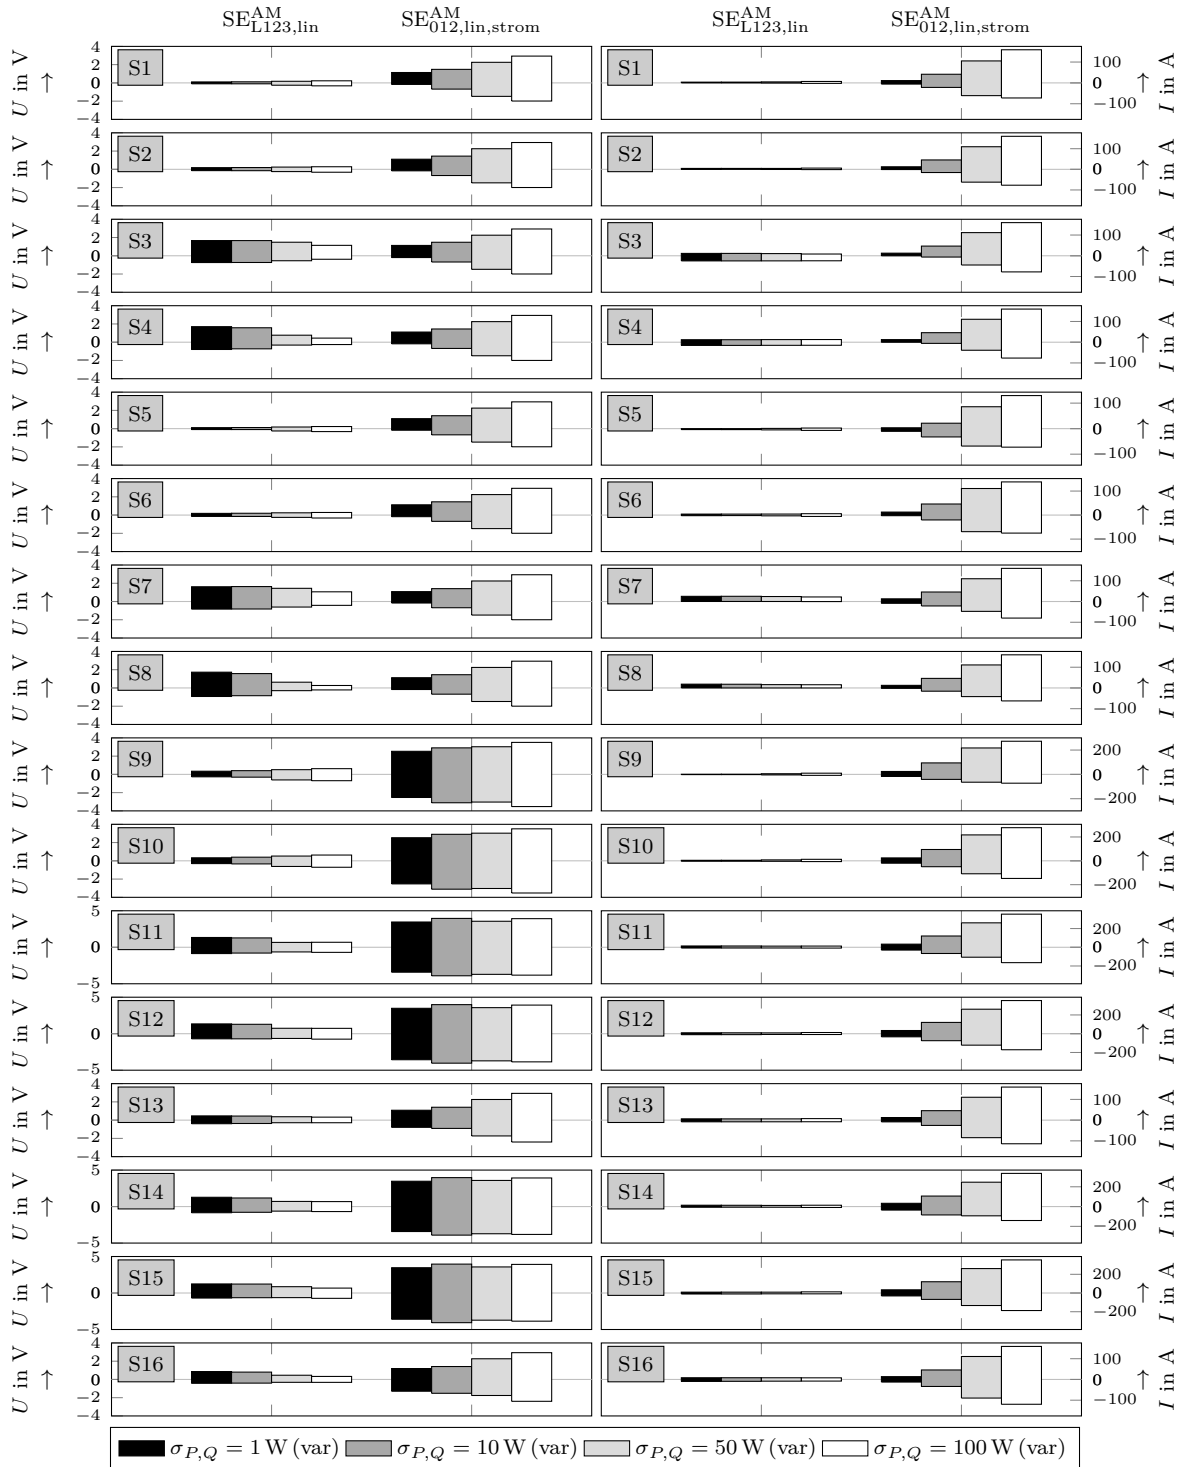 SE^AM_L123,lin SE^AM_012,lin,strom SE^AM_L123,lin SE^AM_012,lin,strom
U in V ↑ 4 2 0 −2 −4 S1 S1 100 0 −100 ↑ I in A
U in V ↑ 4 2 0 −2 −4 S2 S2 100 0 −100 ↑ I in A
U in V ↑ 4 2 0 −2 −4 S3 S3 100 0 −100 ↑ I in A
U in V ↑ 4 2 0 −2 −4 S4 S4 100 0 −100 ↑ I in A
U in V ↑ 4 2 0 −2 −4 S5 S5 100 0 −100 ↑ I in A
U in V ↑ 4 2 0 −2 −4 S6 S6 100 0 −100 ↑ I in A
U in V ↑ 4 2 0 −2 −4 S7 S7 100 0 −100 ↑ I in A
U in V ↑ 4 2 0 −2 −4 S8 S8 100 0 −100 ↑ I in A
U in V ↑ 4 2 0 −2 −4 S9 S9 200 0 −200 ↑ I in A
U in V ↑ 4 2 0 −2 −4 S10 S10 200 0 −200 ↑ I in A
U in V ↑ 5 0 −5 S11 S11 200 0 −200 ↑ I in A
U in V ↑ 5 0 −5 S12 S12 200 0 −200 ↑ I in A
U in V ↑ 4 2 0 −2 −4 S13 S13 100 0 −100 ↑ I in A
U in V ↑ 5 0 −5 S14 S14 200 0 −200 ↑ I in A
U in V ↑ 5 0 −5 S15 S15 200 0 −200 ↑ I in A
U in V ↑ 4 2 0 −2 −4 S16 S16 100 0 −100 ↑ I in A
σP,Q = 1 W (var) σP,Q = 10 W (var) σP,Q = 50 W (var) σP,Q = 100 W (var)